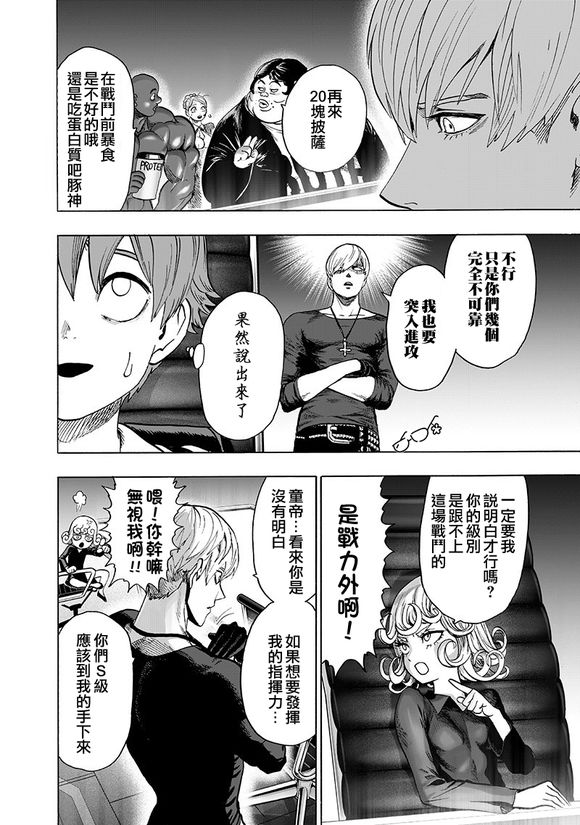 再來
20塊披薩
在戰鬥前暴食
是不好的哦
還是吃蛋白質吧豚神
PROTEI
不行
只是你們幾個
完全不可靠
我也要
突入進攻
果然說出來了
一定要我
説明白才行嗎？
你的級別
是跟不上
這場戰鬥的
是戰力外啊！
童帝…看來你是
沒有明白
喂！你幹嘛
無視我啊!!
如果想要發揮
我的指揮力…
你們S級
應該到我的手下來